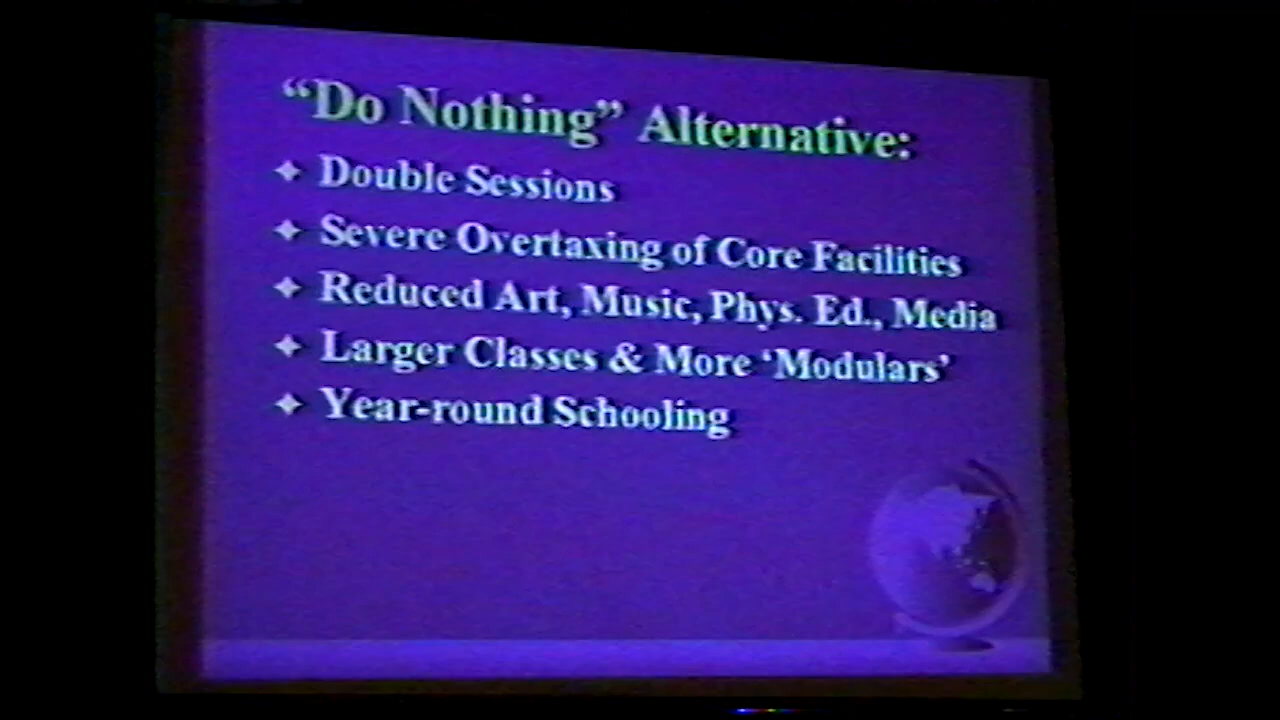 “Do Nothing” Alternative:
✦ Double Sessions
✦ Severe Overtaxing of Core Facilities
✦ Reduced Art, Music, Phys. Ed., Media
✦ Larger Classes & More ‘Modulars’
✦ Year-round Schooling